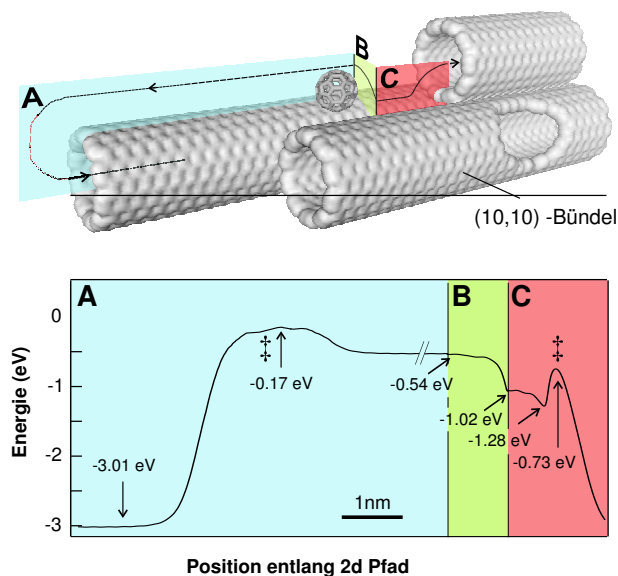 B
C
A
(10,10) -Bündel
A
B
C
0
‡
‡
-0.17 eV
-0.54 eV
-1
-1.02 eV
-1.28 eV
-0.73 eV
-2
-3.01 eV
1nm
-3
Energie (eV)
Position entlang 2d Pfad